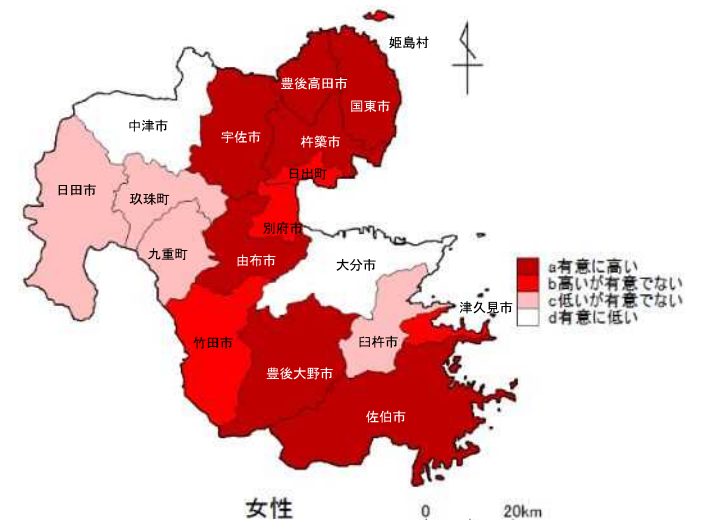 姫島村
豊後高田市
国東市
中津市
宇佐市
杵築市
日出町
日田市
玖珠町
別府市
九重町
由布市
大分市
a有意に高い
b高いが有意でない
c低いが有意でない
d有意に低い
津久見市
竹田市
臼杵市
豊後大野市
佐伯市
女性
0 20km